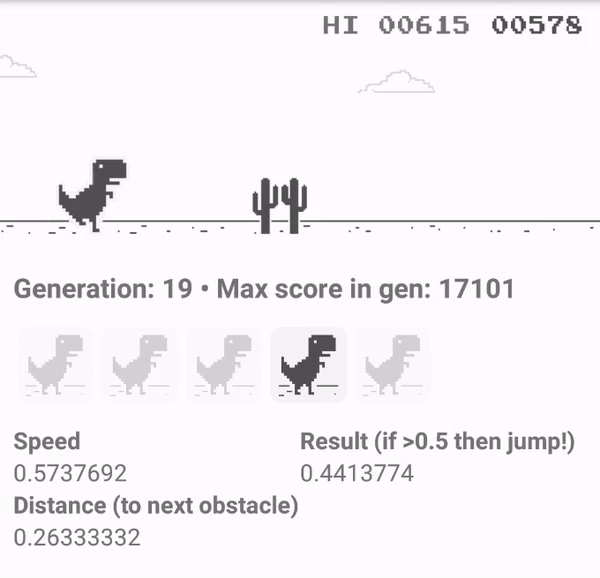 HI 00615 00578
Generation: 19 • Max score in gen: 17101
Speed
0.5737692
Result (if >0.5 then jump!)
0.4413774
Distance (to next obstacle)
0.26333332